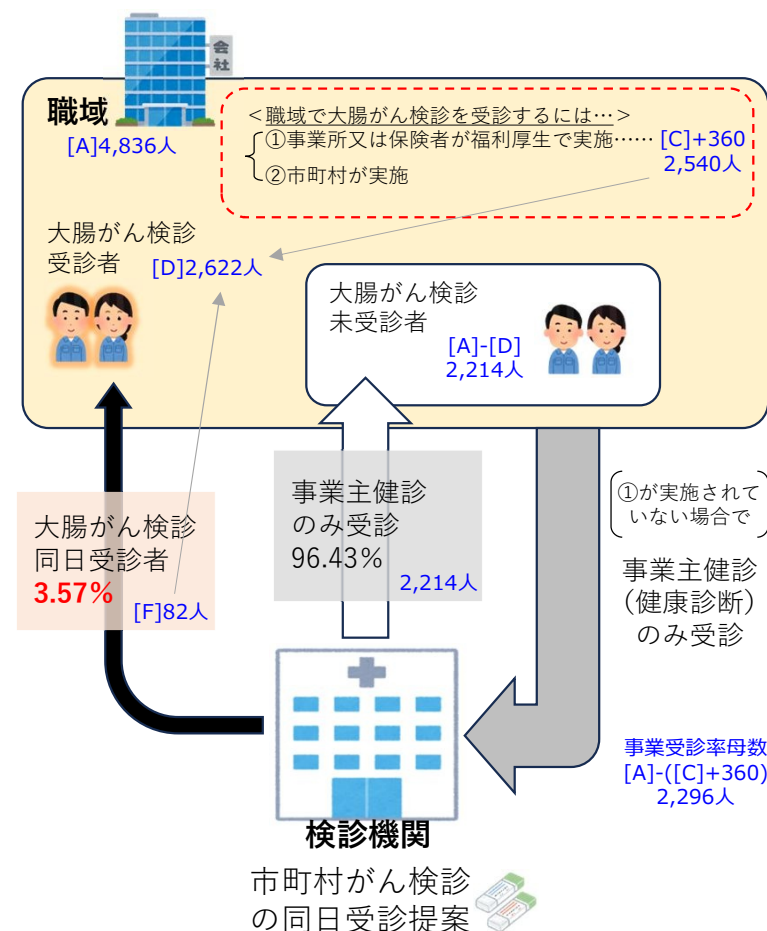 会
社
職域
[A]4,836人
＜職域で大腸がん検診を受診するには…＞
①事業所又は保険者が福利厚生で実施……
②市町村が実施
[C]+360
2,540人
大腸がん検診
受診者
[D]2,622人
大腸がん検診
未受診者
[A]-[D]
2,214人
大腸がん検診
同日受診者
3.57%
[F]82人
事業主健診
のみ受診
96.43%
2,214人
①が実施されて
いない場合で
事業主健診
(健康診断)
のみ受診
事業受診率母数
[A]-([C]+360)
2,296人
検診機関
市町村がん検診
の同日受診提案